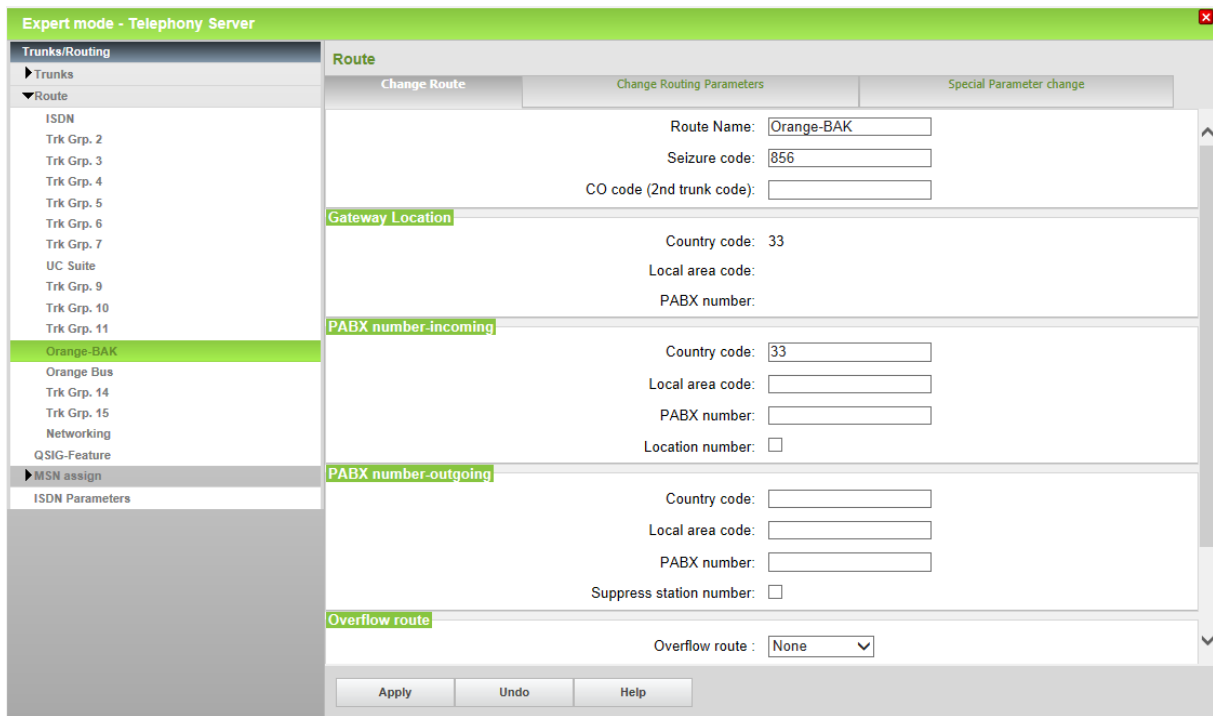 Expert mode - Telephony Server
Trunks/Routing
Trunks
Route
ISDN
Trk Grp. 2
Trk Grp. 3
Trk Grp. 4
Trk Grp. 5
Trk Grp. 6
Trk Grp. 7
UC Suite
Trk Grp. 9
Trk Grp. 10
Trk Grp. 11
Orange-BAK
Orange Bus
Trk Grp. 14
Trk Grp. 15
Networking
QSIG-Feature
MSN assign
ISDN Parameters
Route
Change Route Change Routing Parameters Special Parameter change
Route Name: Orange-BAK
Seizure code: 856
CO code (2nd trunk code):
Gateway Location
Country code: 33
Local area code:
PABX number:
PABX number-incoming
Country code: 33
Local area code:
PABX number:
Location number:
PABX number-outgoing
Country code:
Local area code:
PABX number:
Suppress station number:
Overflow route
Overflow route : None
Apply Undo Help